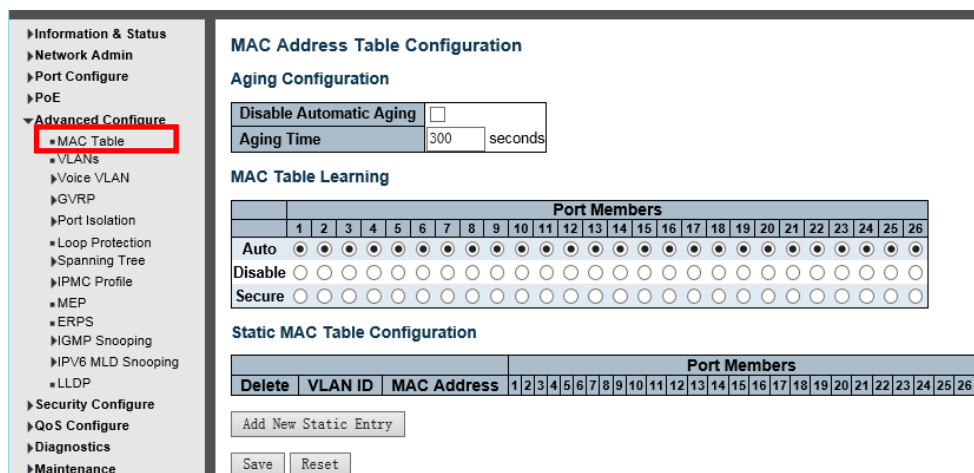 Information & Status
Network Admin
Port Configure
PoE
Advanced Configure
MAC Table
VLANs
Voice VLAN
GVRP
Port Isolation
Loop Protection
Spanning Tree
IPMC Profile
MEP
ERPS
IGMP Snooping
IPV6 MLD Snooping
LLDP
Security Configure
QoS Configure
Diagnostics
Maintenance
MAC Address Table Configuration
Aging Configuration
Disable Automatic Aging
Aging Time 300 seconds
MAC Table Learning
Port Members
1 2 3 4 5 6 7 8 9 10 11 12 13 14 15 16 17 18 19 20 21 22 23 24 25 26
Auto
Disable
Secure
Static MAC Table Configuration
Port Members
Delete VLAN ID MAC Address 1 2 3 4 5 6 7 8 9 10 11 12 13 14 15 16 17 18 19 20 21 22 23 24 25 26
Add New Static Entry
Save Reset